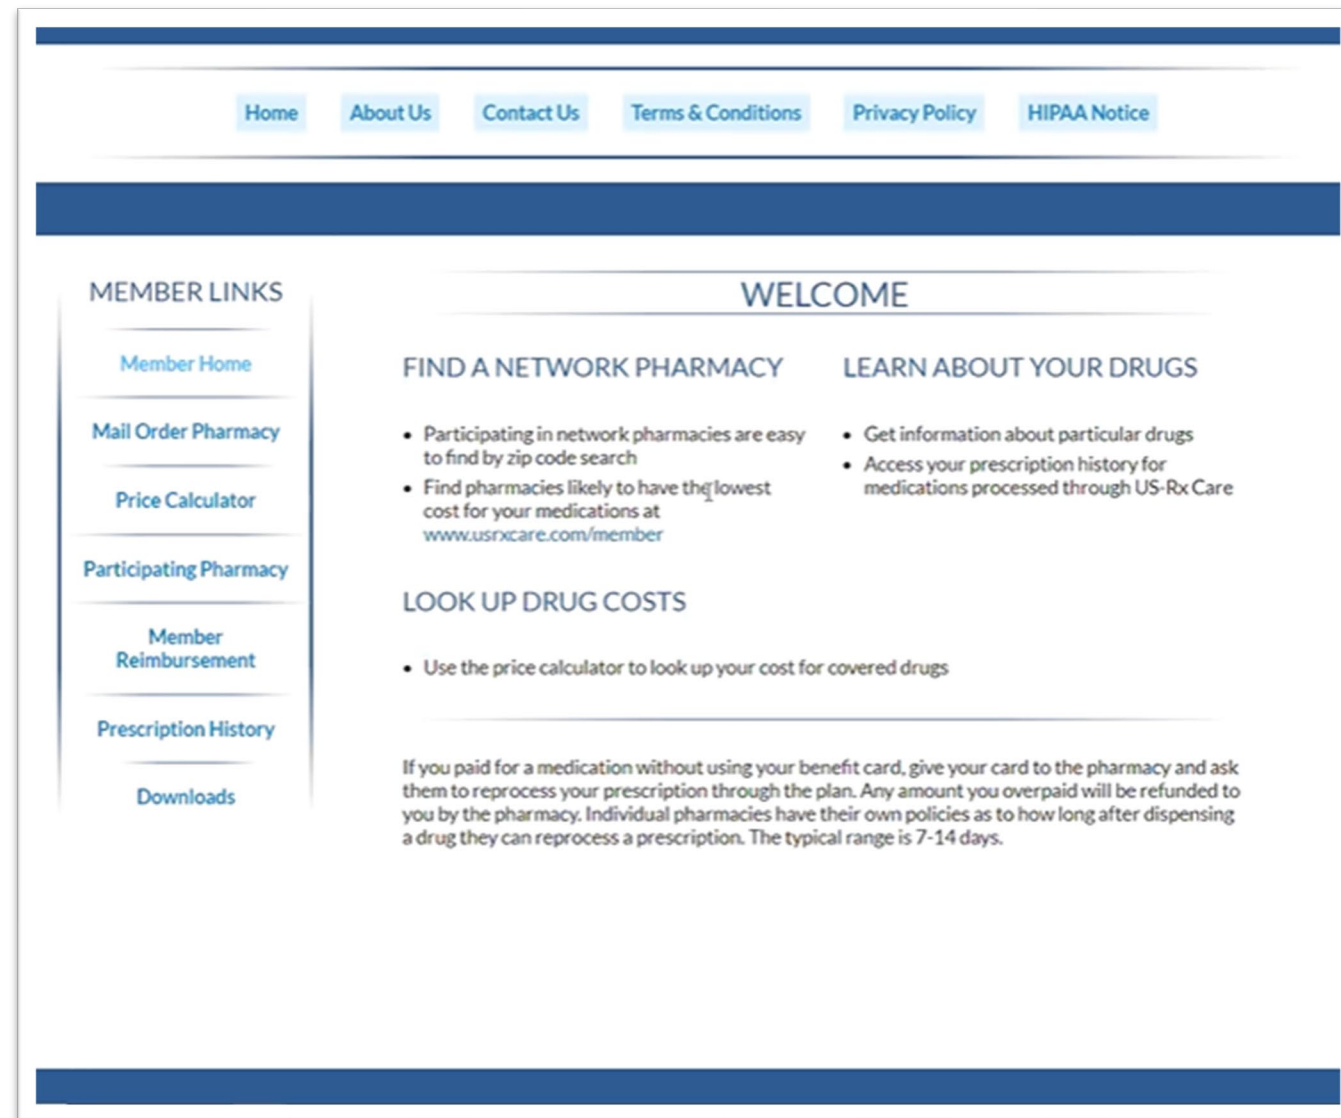 Home About Us Contact Us Terms & Conditions Privacy Policy HIPAA Notice
MEMBER LINKS
Member Home
Mail Order Pharmacy
Price Calculator
Participating Pharmacy
Member
Reimbursement
Prescription History
Downloads
WELCOME
FIND A NETWORK PHARMACY
• Participating in network pharmacies are easy
to find by zip code search
• Find pharmacies likely to have the lowest
cost for your medications at
www.usrxcare.com/member
LEARN ABOUT YOUR DRUGS
• Get information about particular drugs
• Access your prescription history for
medications processed through US-Rx Care
LOOK UP DRUG COSTS
• Use the price calculator to look up your cost for covered drugs
If you paid for a medication without using your benefit card, give your card to the pharmacy and ask
them to reprocess your prescription through the plan. Any amount you overpaid will be refunded to
you by the pharmacy. Individual pharmacies have their own policies as to how long after dispensing
a drug they can reprocess a prescription. The typical range is 7-14 days.